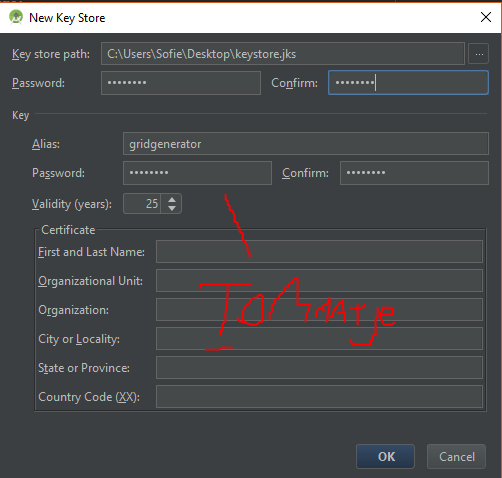 New Key Store
Key store path: C:\Users\Sofie\Desktop\keystore.jks ...
Password: •••••••• Confirm: ••••••••
Key
Alias: gridgenerator
Password: •••••••• Confirm: ••••••••
Validity (years): 25
Certificate
First and Last Name:
Organizational Unit:
Organization:
City or Locality:
State or Province:
Country Code (XX):
OK Cancel